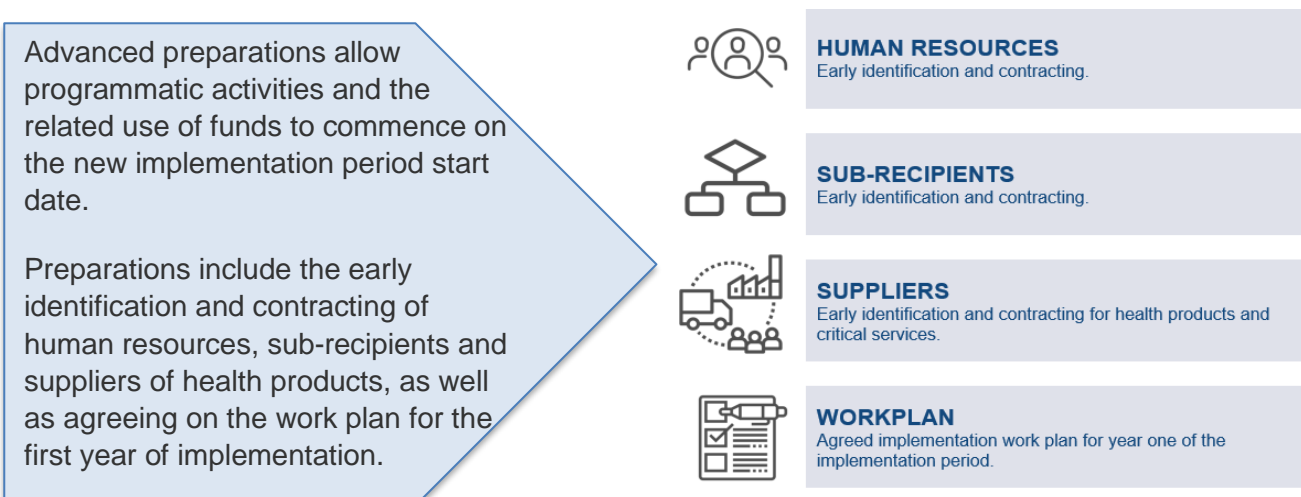 Advanced preparations allow
programmatic activities and the
related use of funds to commence on
the new implementation period start
date.
Preparations include the early
identification and contracting of
human resources, sub-recipients and
suppliers of health products, as well
as agreeing on the work plan for the
first year of implementation.
HUMAN RESOURCES
Early identification and contracting.
SUB-RECIPIENTS
Early identification and contracting.
SUPPLIERS
Early identification and contracting for health products and
critical services.
WORKPLAN
Agreed implementation work plan for year one of the
implementation period.